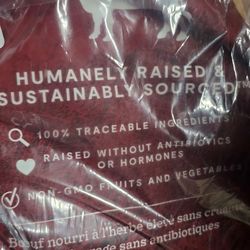 HUMANELY RAISED &
SUSTAINABLY SOURCED™
100% TRACEABLE INGREDIENTS
RAISED WITHOUT ANTIBIOTICS
OR HORMONES
NON-GMO FRUITS AND VEGETABLES
Bœuf nourri à l'herbe élevé sans cruauté
sans antibiotiques